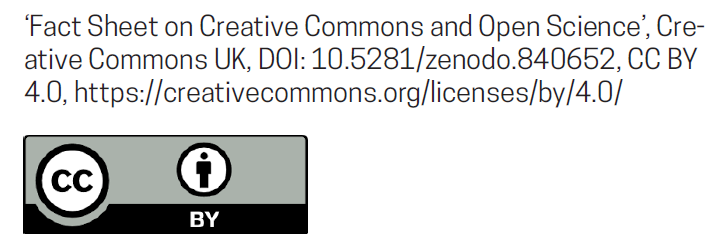 ‘Fact Sheet on Creative Commons and Open Science’, Cre-
ative Commons UK, DOI: 10.5281/zenodo.840652, CC BY
4.0, https://creativecommons.org/licenses/by/4.0/
cc
BY